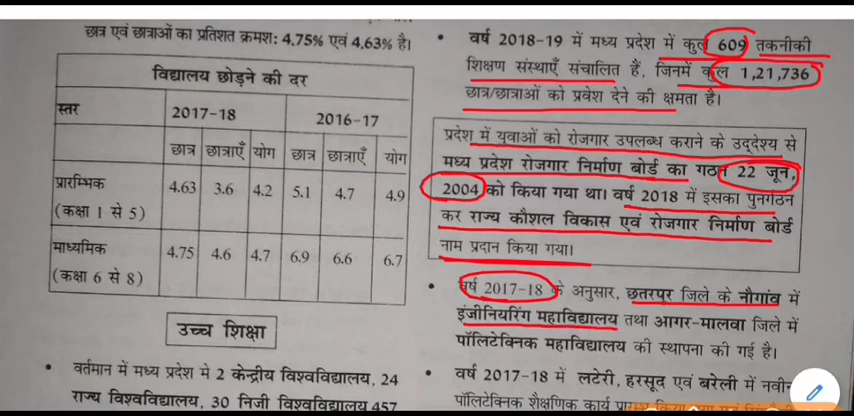 छात्र एवं छात्राओं का प्रतिशत क्रमश: 4.75% एवं 4.63% है।
विद्यालय छोड़ने की दर
स्तर 2017-18 2016-17
छात्र छात्राएँ योग छात्र छात्राएँ योग
प्रारम्भिक 4.63 3.6 4.2 5.1 4.7 4.9
(कक्षा 1 से 5)
माध्यमिक 4.75 4.6 4.7 6.9 6.6 6.7
(कक्षा 6 से 8)
उच्च शिक्षा
• वर्तमान में मध्य प्रदेश मे 2 केन्द्रीय विश्वविद्यालय, 24
राज्य विश्वविद्यालय, 30 निजी विश्वविद्यालय 457
• वर्ष 2018-19 में मध्य प्रदेश में कुल 609 तकनीकी
शिक्षण संस्थाएँ संचालित हैं, जिनमें कुल 1,21,736
छात्र/छात्राओं को प्रवेश देने की क्षमता है।
प्रदेश में युवाओं को रोजगार उपलब्ध कराने के उद्देश्य से
मध्य प्रदेश रोजगार निर्माण बोर्ड का गठन 22 जून,
2004 को किया गया था। वर्ष 2018 में इसका पुनर्गठन
कर राज्य कौशल विकास एवं रोजगार निर्माण बोर्ड
नाम प्रदान किया गया।
• वर्ष 2017-18 के अनुसार, छतरपुर जिले के नौगांव में
इंजीनियरिंग महाविद्यालय तथा आगर-मालवा जिले में
पॉलिटेक्निक महाविद्यालय की स्थापना की गई है।
• वर्ष 2017-18 में लटेरी, हरसूद एवं बरेली में नवीन
पॉलिटेक्निक शैक्षणिक कार्य